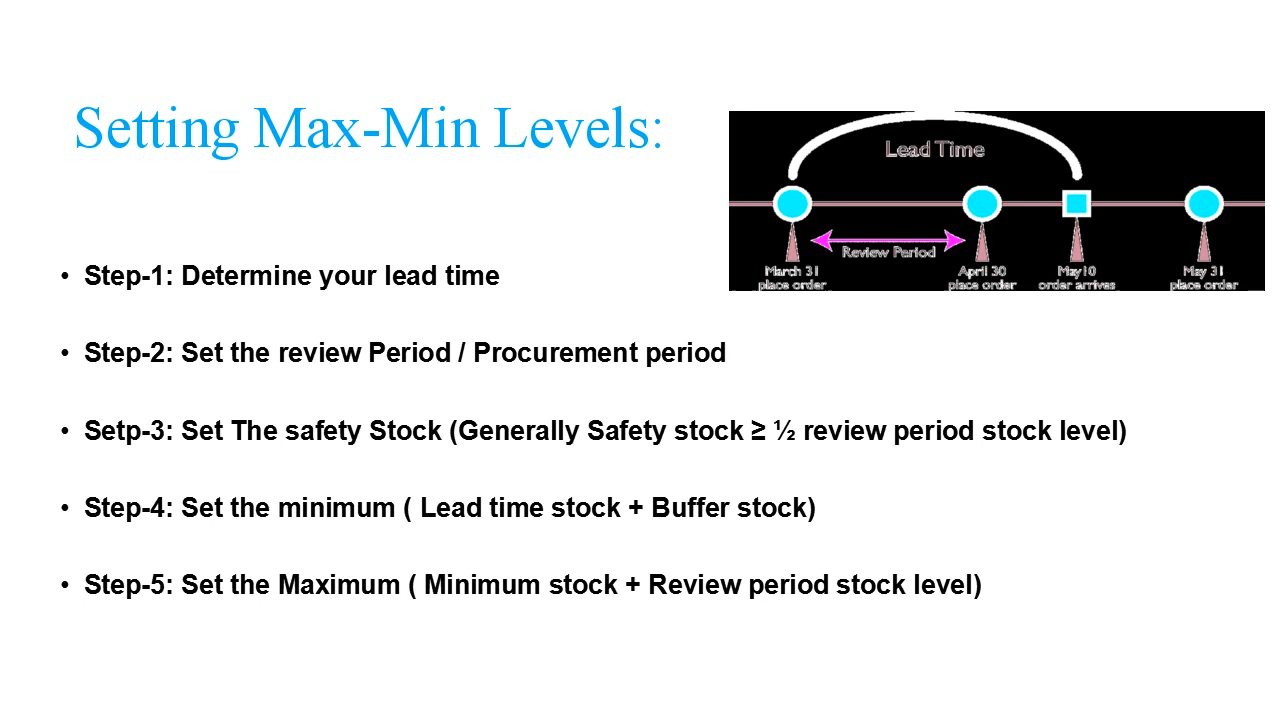 Setting Max-Min Levels:
Lead Time
Review Period
March 31
place order
April 30
place order
May10
order arrives
May 31
place order
• Step-1: Determine your lead time
• Step-2: Set the review Period / Procurement period
• Setp-3: Set The safety Stock (Generally Safety stock ≥ ½ review period stock level)
• Step-4: Set the minimum ( Lead time stock + Buffer stock)
• Step-5: Set the Maximum ( Minimum stock + Review period stock level)